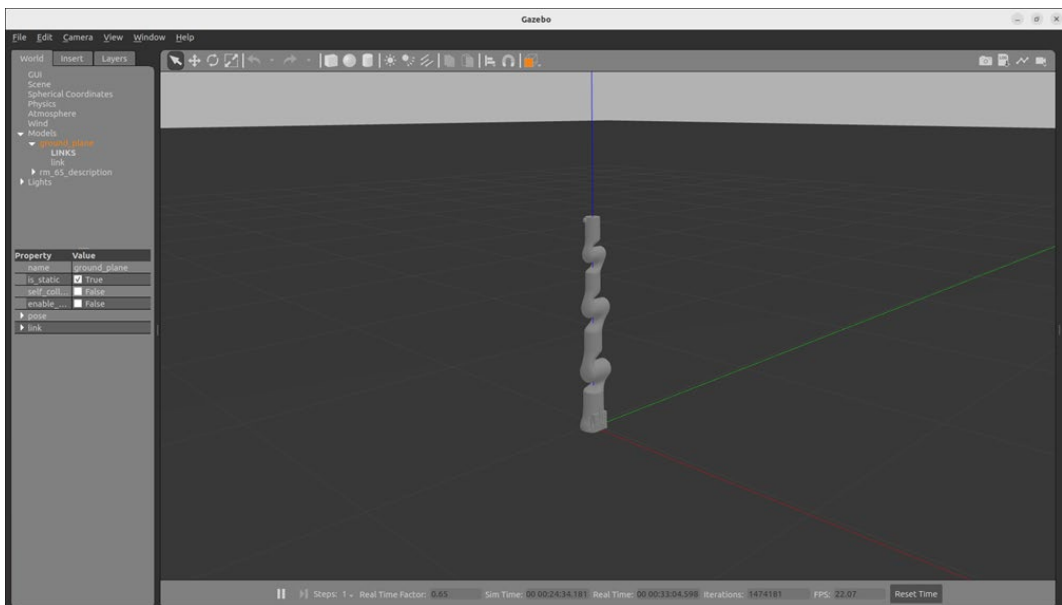 Gazebo
File Edit Camera View Window Help
World Insert Layers
GUI
Scene
Spherical Coordinates
Physics
Atmosphere
Wind
Models
ground_plane
LINKS
link
rm_65_description
Lights
Property Value
name ground_plane
is_static True
self_coll... False
enable_... False
pose
link
Steps: 1 Real Time Factor: 0.65 Sim Time: 00 00:24:34.181 Real Time: 00 00:33:04.598 Iterations: 1474181 FPS: 22.07 Reset Time